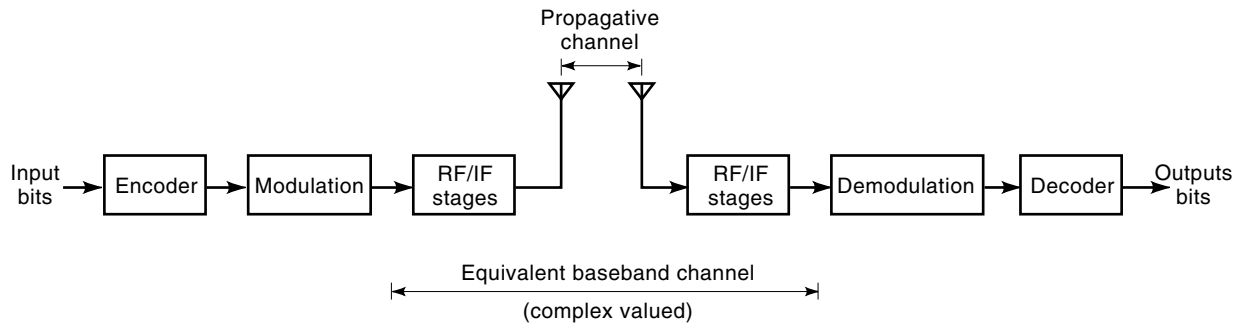 Propagative
channel
Input
bits
Encoder
Modulation
RF/IF
stages
RF/IF
stages
Demodulation
Decoder
Outputs
bits
Equivalent baseband channel
(complex valued)